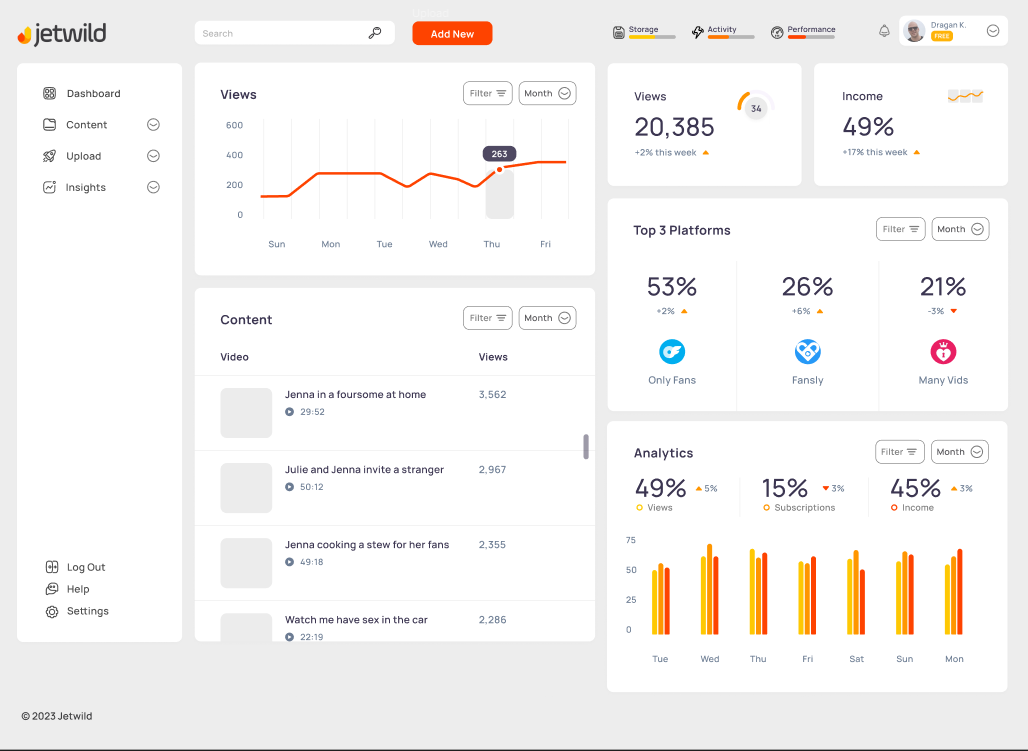 jetwild
Search
Upload
Add New
Storage
Activity
Performance
Dragan K.
FREE
Dashboard
Content
Upload
Insights
Log Out
Help
Settings
Views
Filter
Month
600
400
200
0
263
Sun
Mon
Tue
Wed
Thu
Fri
Content
Filter
Month
Video
Views
Jenna in a foursome at home
3,562
29:52
Julie and Jenna invite a stranger
2,967
50:12
Jenna cooking a stew for her fans
2,355
49:18
Watch me have sex in the car
2,286
22:19
Views
20,385
+2% this week
34
Income
49%
+17% this week
Top 3 Platforms
Filter
Month
53%
+2%
Only Fans
26%
+6%
Fansly
21%
-3%
Many Vids
Analytics
Filter
Month
49%
5%
Views
15%
3%
Subscriptions
45%
3%
Income
75
50
25
0
Tue
Wed
Thu
Fri
Sat
Sun
Mon
© 2023 Jetwild